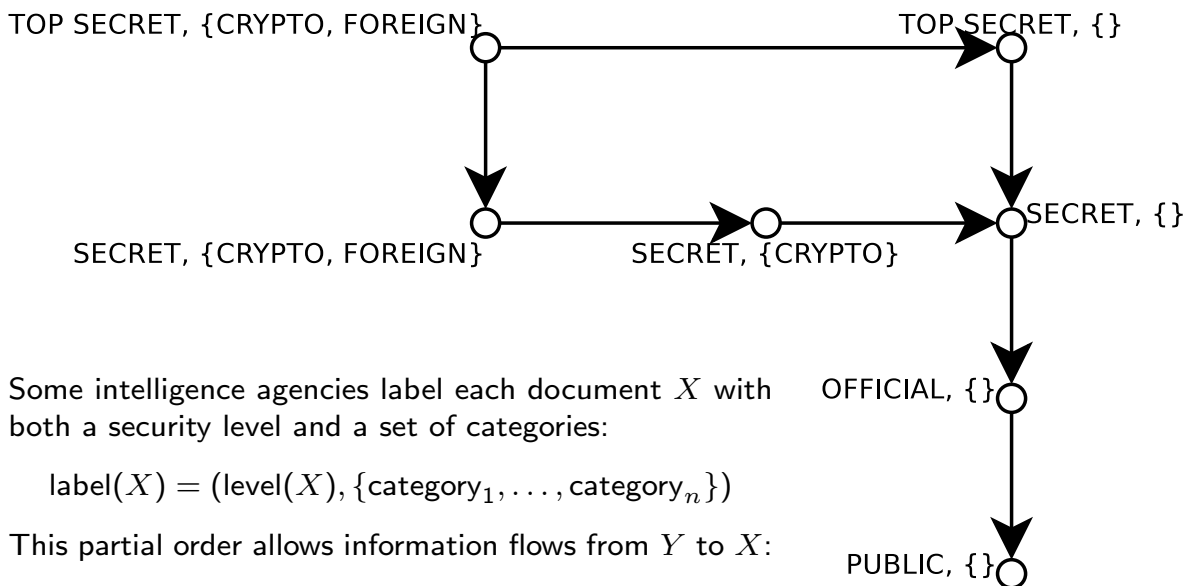 TOP SECRET, {CRYPTO, FOREIGN}
TOP SECRET, {}
SECRET, {}
SECRET, {CRYPTO, FOREIGN}
SECRET, {CRYPTO}
Some intelligence agencies label each document X with
both a security level and a set of categories:
OFFICIAL, {}
label(X) = (level(X), {category₁, . . . , categoryₙ})
This partial order allows information flows from Y to X:
PUBLIC, {}